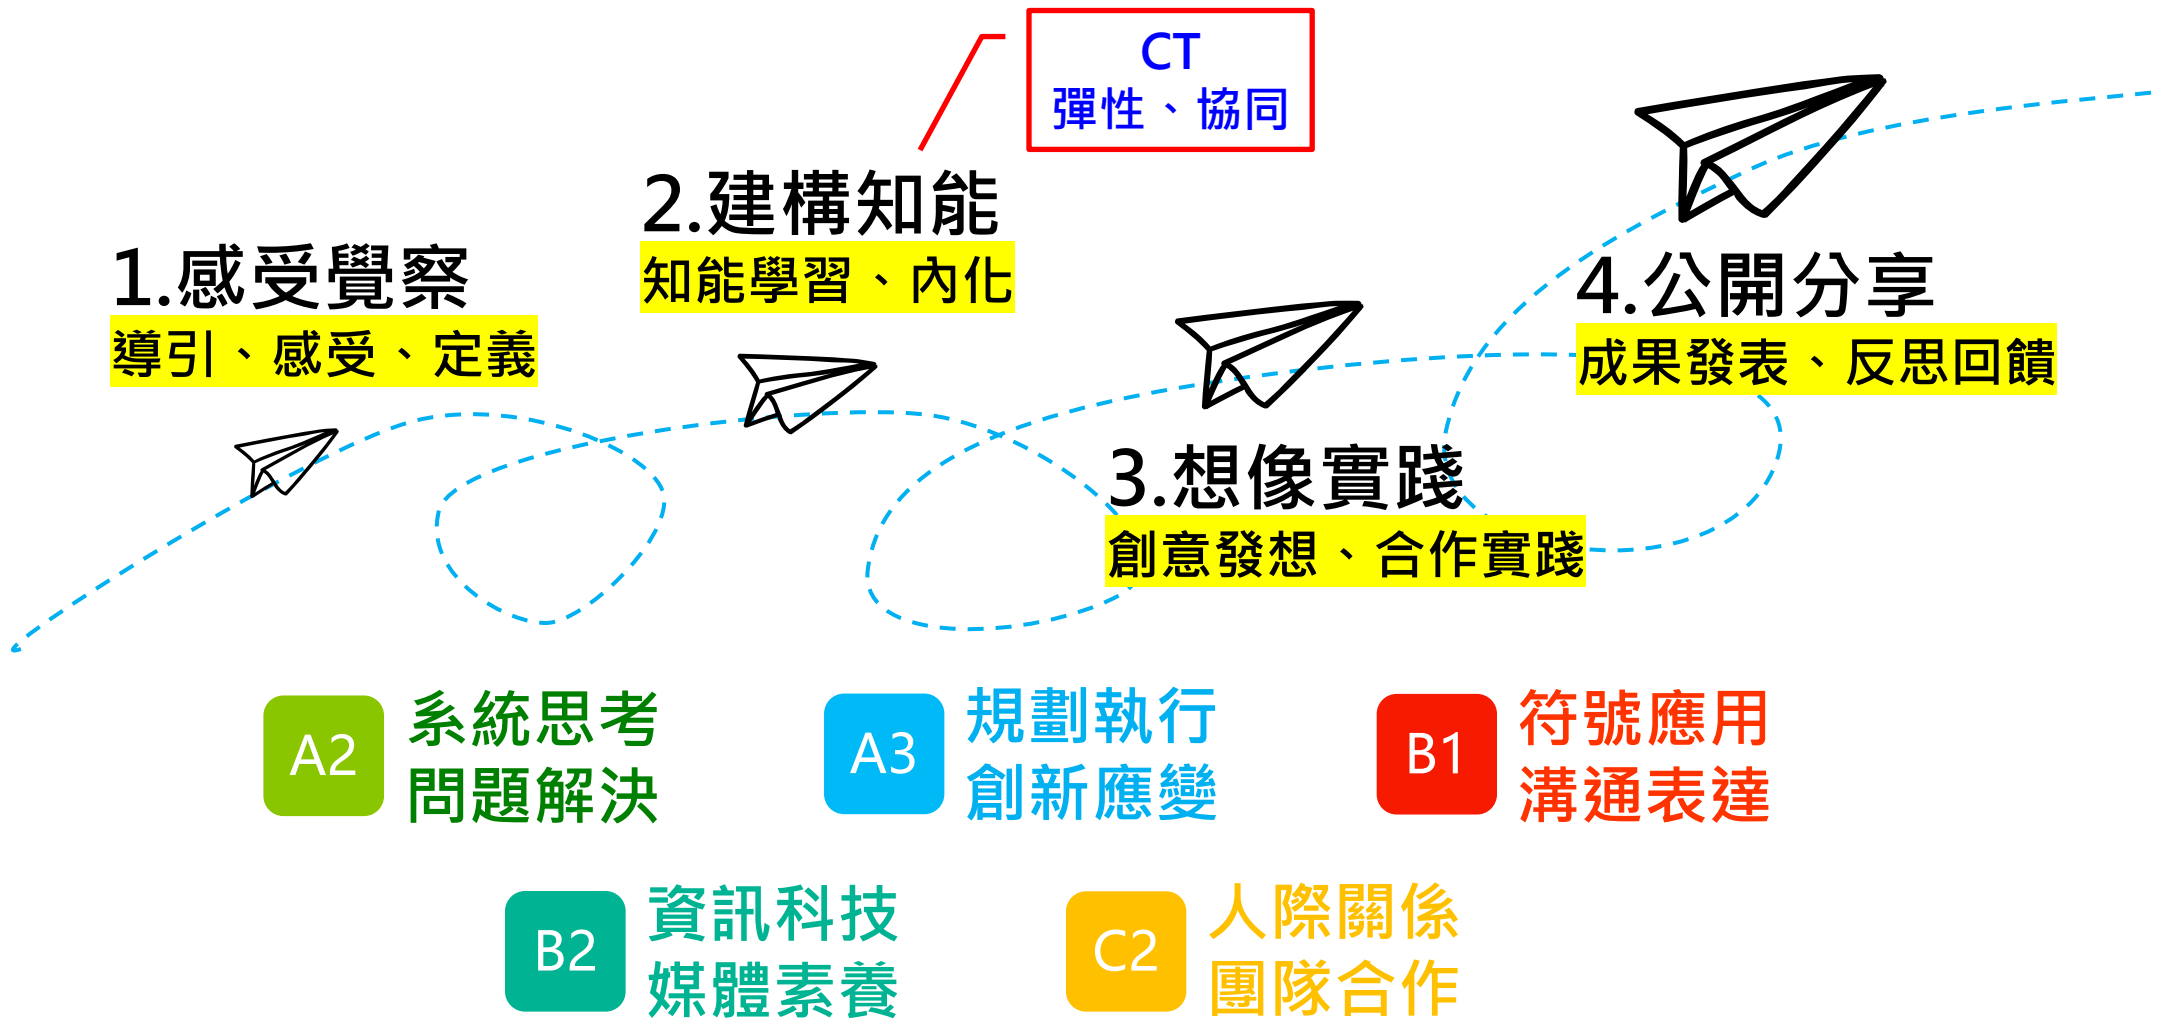 CT
彈性、協同
1.感受覺察
導引、感受、定義
2.建構知能
知能學習、內化
3.想像實踐
創意發想、合作實踐
4.公開分享
成果發表、反思回饋
A2
系統思考
問題解決
A3
規劃執行
創新應變
B1
符號應用
溝通表達
B2
資訊科技
媒體素養
C2
人際關係
團隊合作